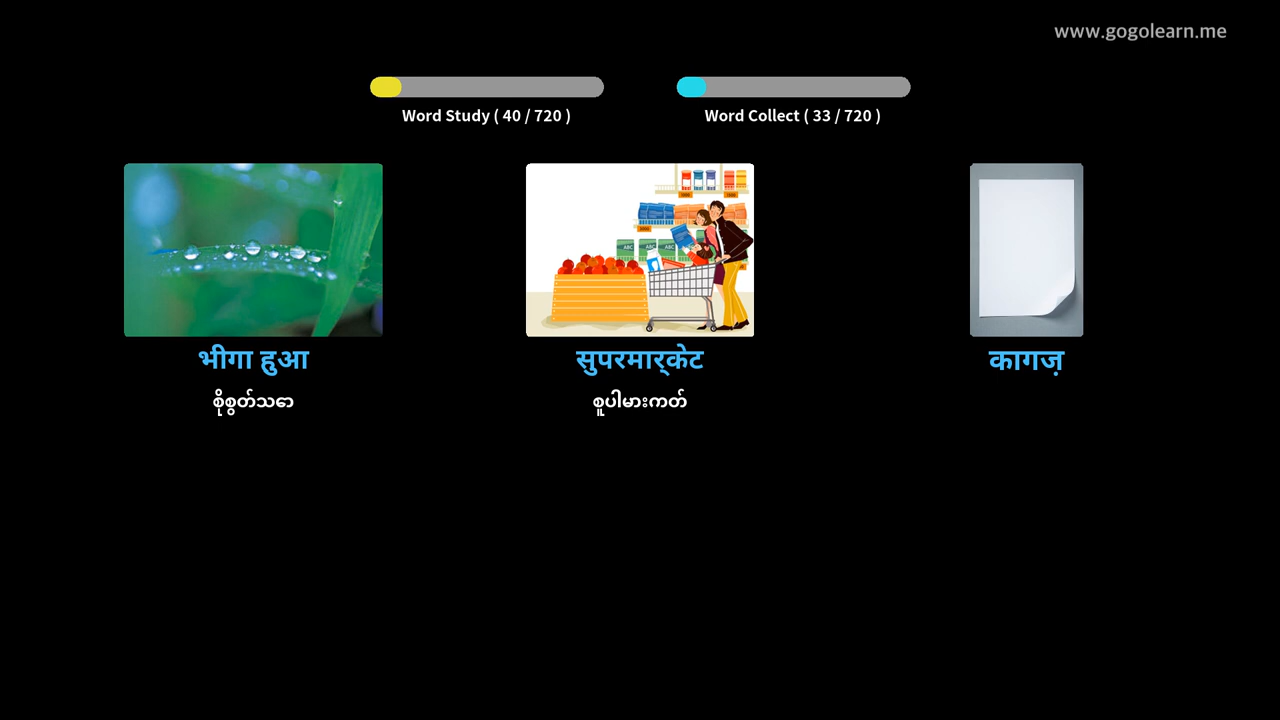 www.gogolearn.me
Word Study ( 40 / 720 )
Word Collect ( 33 / 720 )
भीगा हुआ
सुपरमार्केट
कागज़
စိုစွတ်သော
စူပါမားကတ်